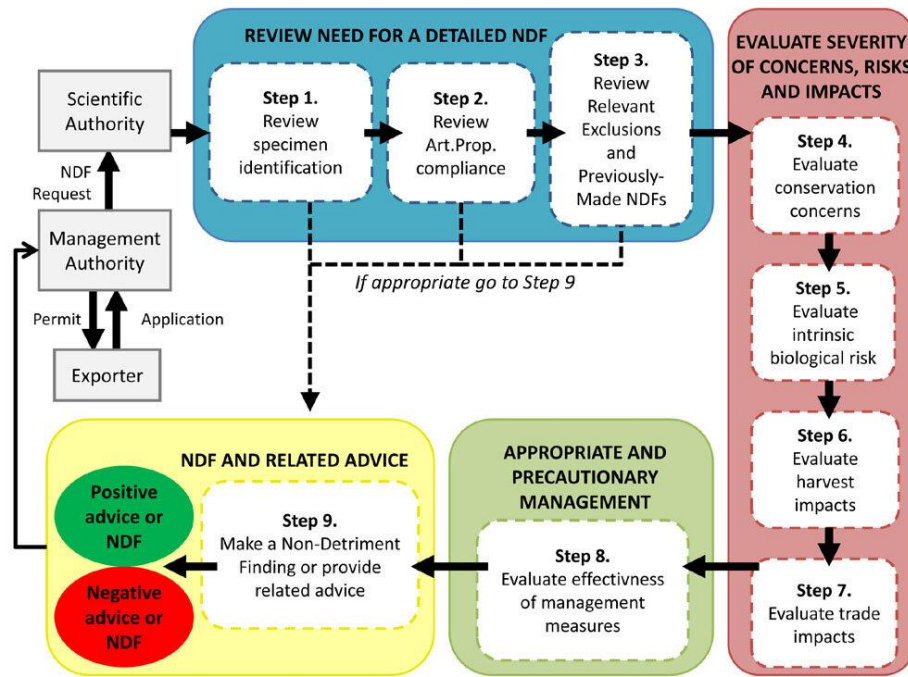 REVIEW NEED FOR A DETAILED NDF
Scientific
Authority
NDF
Request
Management
Authority
Permit
Application
Exporter
Step 1.
Review
specimen
identification
Step 2.
Review
Art.Prop.
compliance
Step 3.
Review
Relevant
Exclusions
and
Previously-
Made NDFs
If appropriate go to Step 9
EVALUATE SEVERITY
OF CONCERNS, RISKS
AND IMPACTS
Step 4.
Evaluate
conservation
concerns
Step 5.
Evaluate
intrinsic
biological risk
Step 6.
Evaluate
harvest
impacts
Step 7.
Evaluate trade
impacts
APPROPRIATE AND
PRECAUTIONARY
MANAGEMENT
Step 8.
Evaluate effectivness
of management
measures
NDF AND RELATED ADVICE
Step 9.
Make a Non-Detriment
Finding or provide
related advice
Positive
advice or
NDF
Negative
advice or
NDF